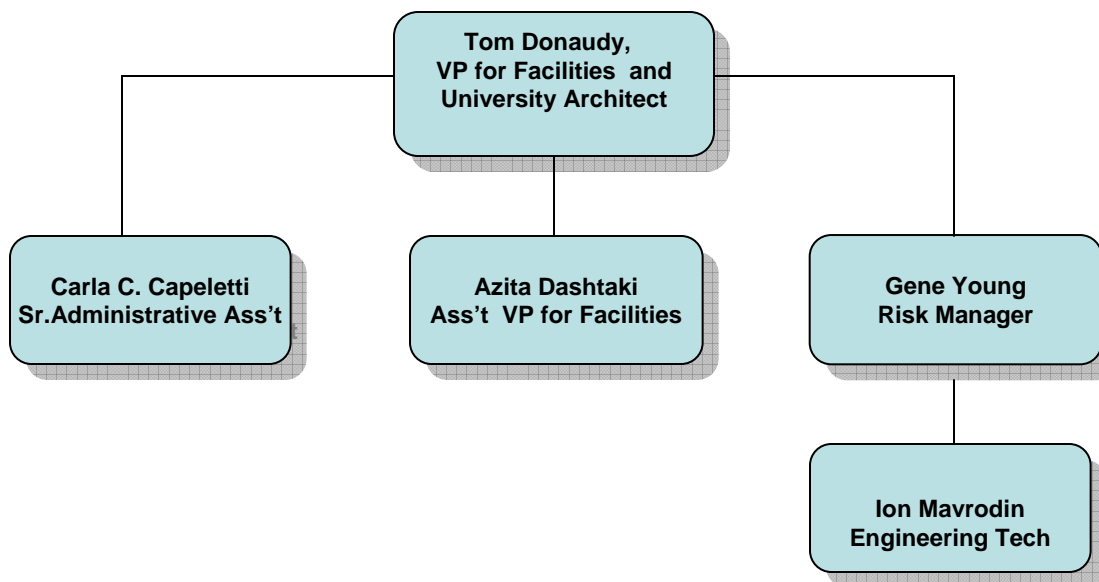 Tom Donaudy,
VP for Facilities and
University Architect
Carla C. Capeletti
Sr.Administrative Ass’t
Azita Dashtaki
Ass’t VP for Facilities
Gene Young
Risk Manager
Ion Mavrodin
Engineering Tech